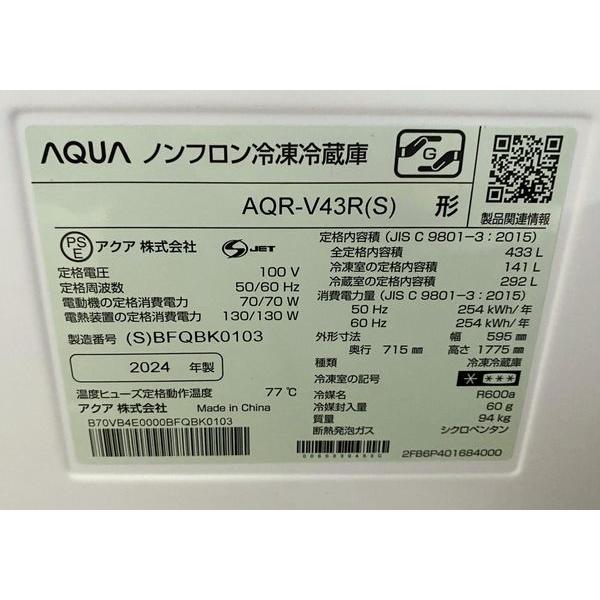 AQUA ノンフロン冷凍冷蔵庫
G
AQR-V43R(S) 形
製品関連情報
PS E アクア 株式会社 S JET
定格電圧 100 V
定格周波数 50/60 Hz
電動機の定格消費電力 70/70 W
電熱装置の定格消費電力 130/130 W
製造番号 (S)BFQBK0103
2024 年製
温度ヒューズ定格動作温度 77 ℃
アクア 株式会社 Made in China
B70VB4E0000BFQBK0103
定格内容積 (JIS C 9801-3 : 2015)
全定格内容積 433 L
冷凍室の定格内容積 141 L
冷蔵室の定格内容積 292 L
消費電力量 (JIS C 9801-3 : 2015)
50 Hz 254 kWh/年
60 Hz 254 kWh/年
外形寸法 幅 595 mm
奥行 715 mm 高さ 1775 mm
種類 冷凍冷蔵庫
冷凍室の記号 * ***
冷媒名 R600a
冷媒封入量 60 g
質量 94 kg
断熱発泡ガス シクロペンタン
2FB6P401684000